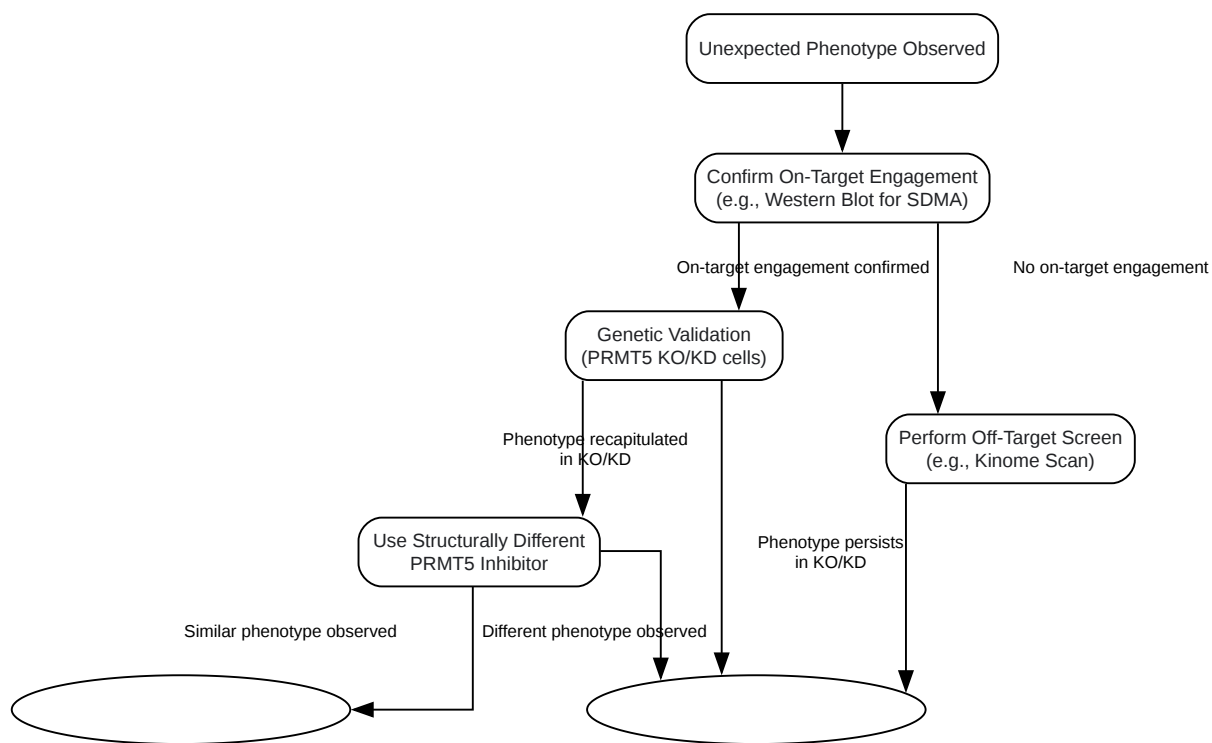 Unexpected Phenotype Observed
Confirm On-Target Engagement
(e.g., Western Blot for SDMA)
On-target engagement confirmed
No on-target engagement
Genetic Validation
(PRMT5 KO/KD cells)
Phenotype recapitulated
in KO/KD
Perform Off-Target Screen
(e.g., Kinome Scan)
Use Structurally Different
PRMT5 Inhibitor
Phenotype persists
in KO/KD
Similar phenotype observed
Different phenotype observed